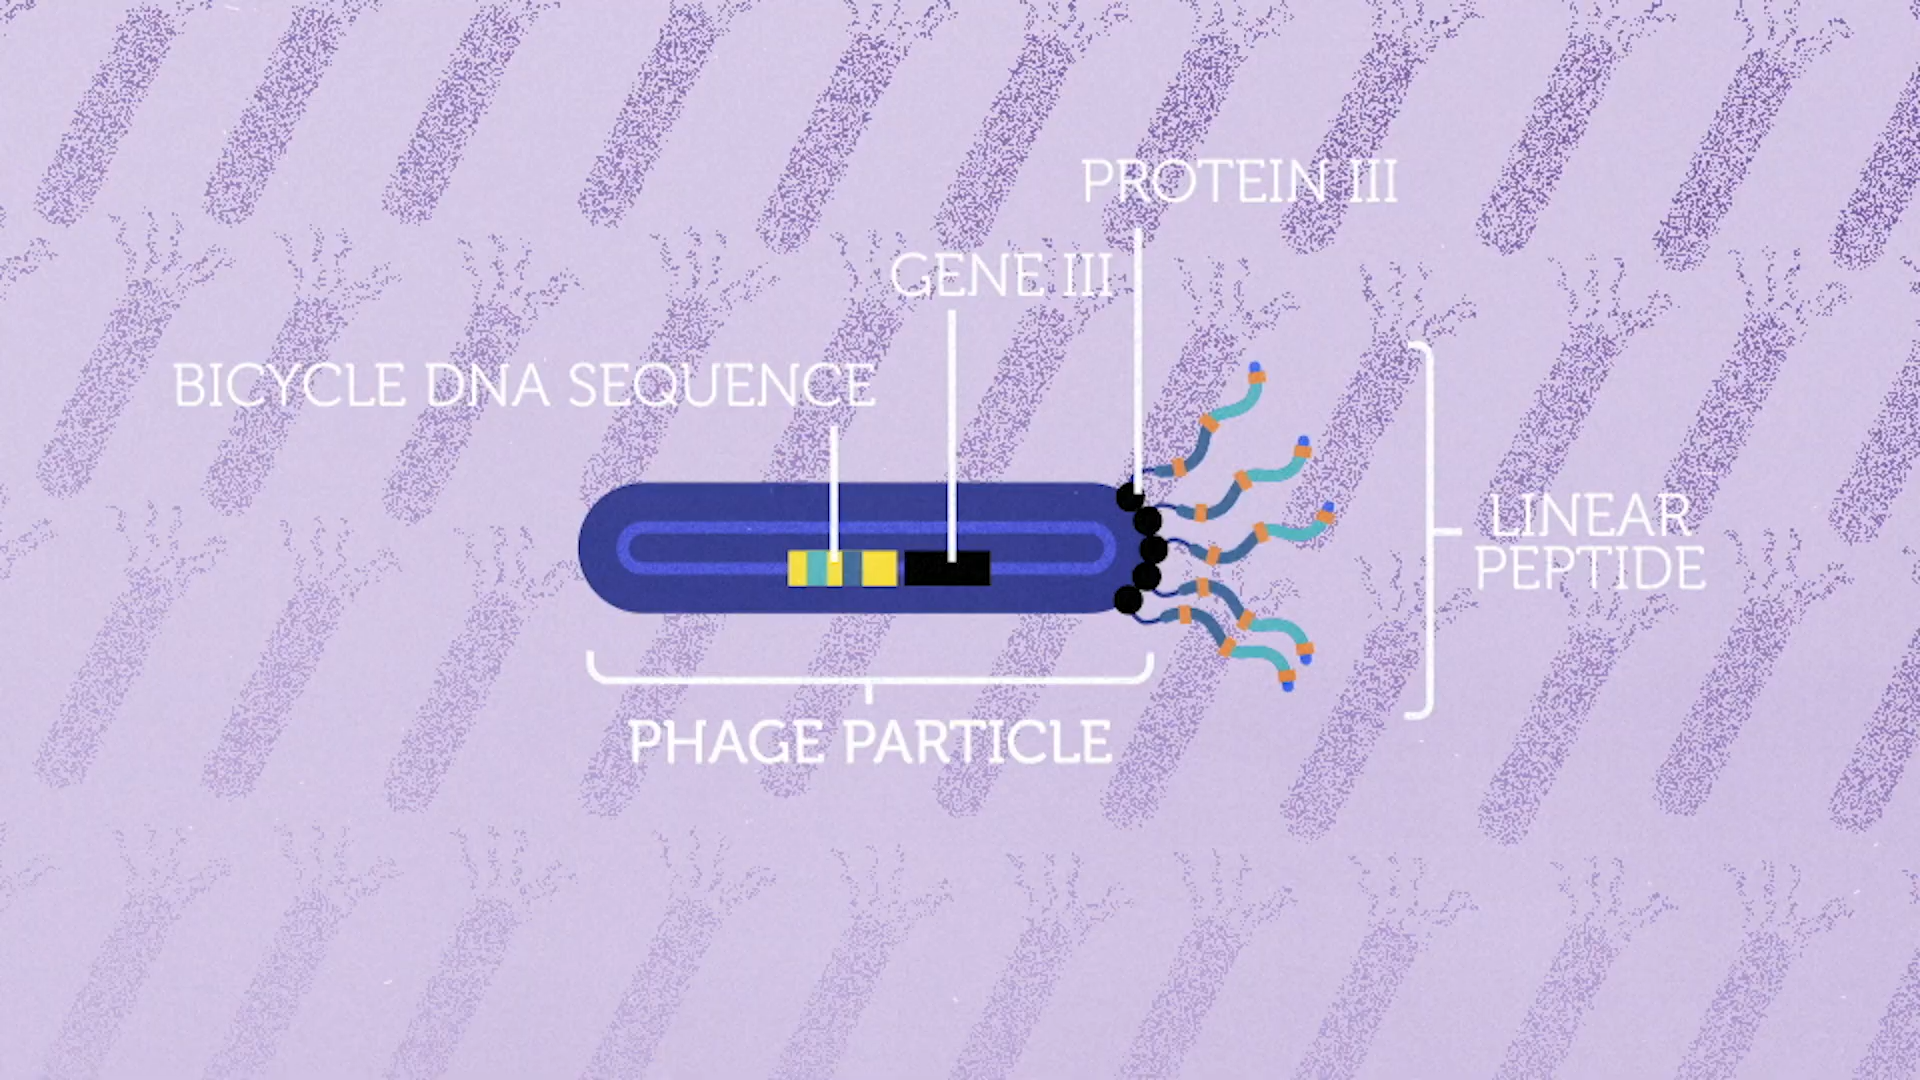 PROTEIN III
GENE III
BICYCLE DNA SEQUENCE
LINEAR
PEPTIDE
PHAGE PARTICLE